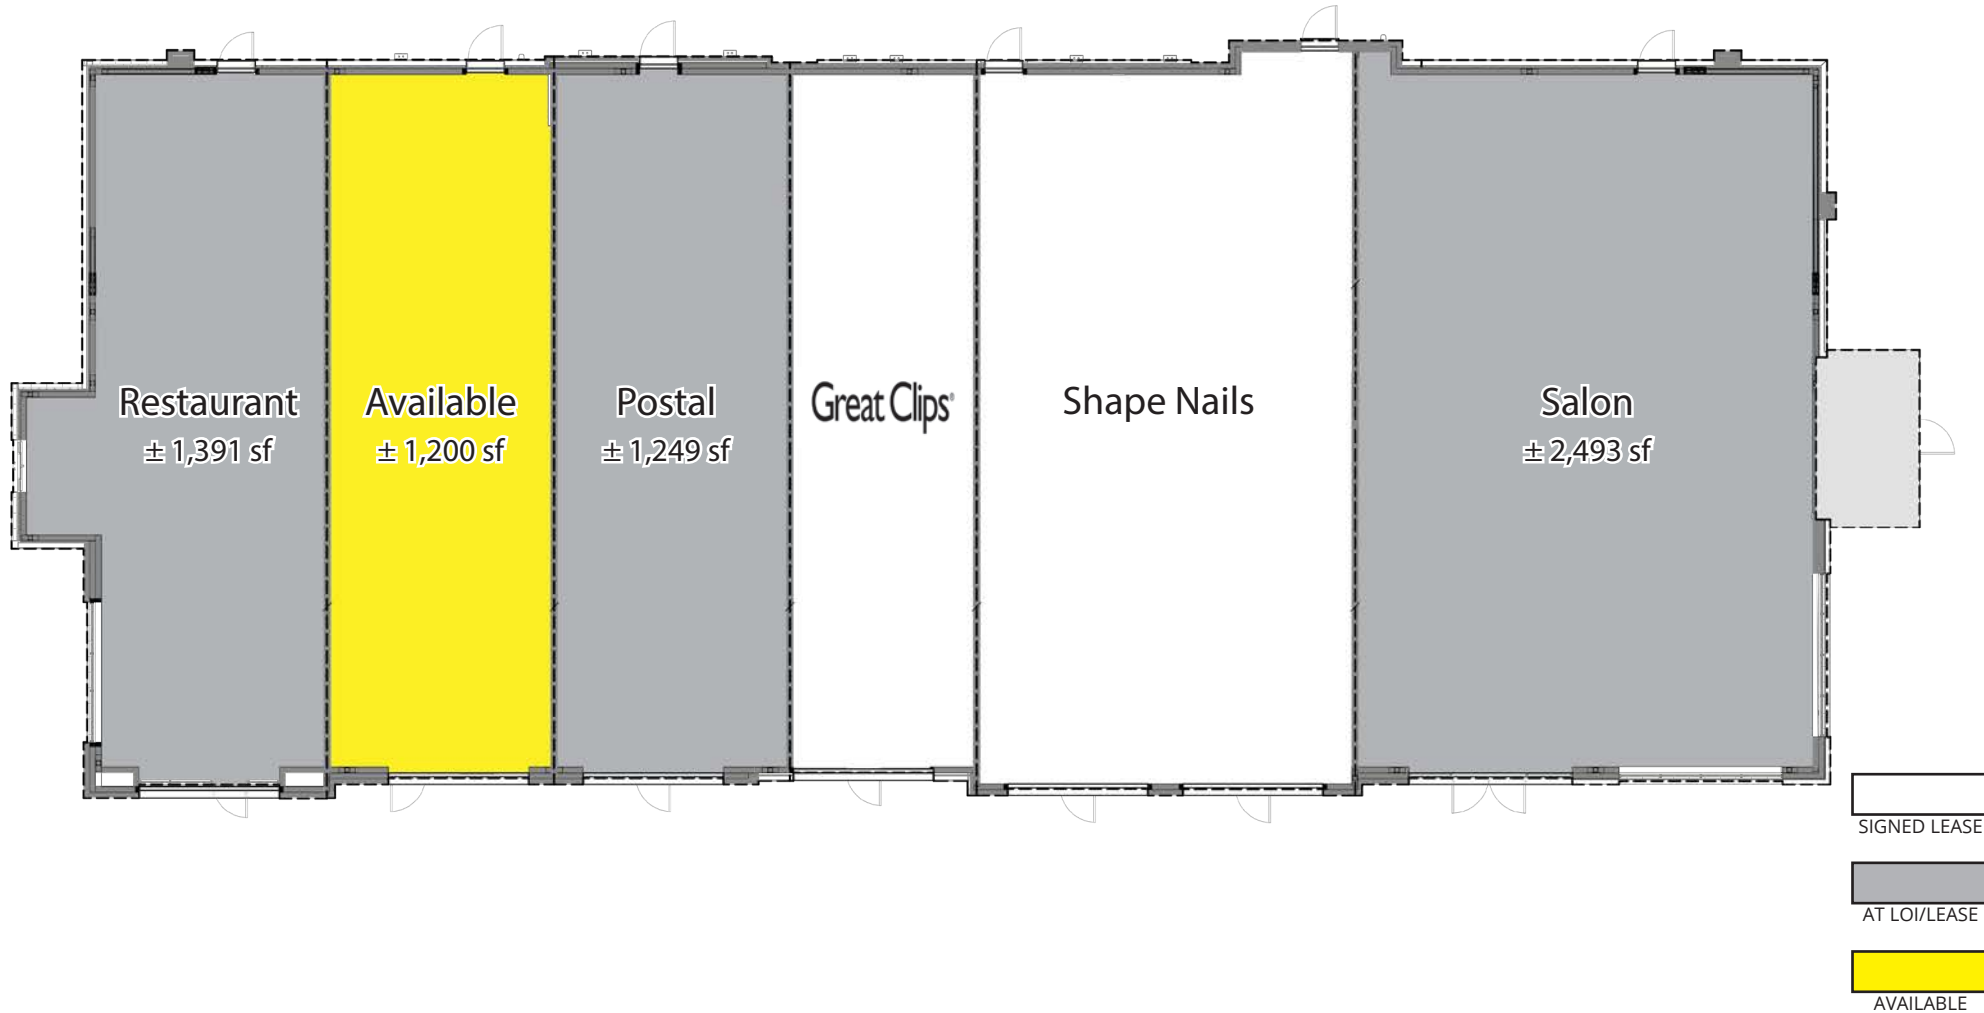 Restaurant
± 1,391 sf
Available
± 1,200 sf
Postal
± 1,249 sf
Great Clips®
Shape Nails
Salon
± 2,493 sf
SIGNED LEASE
AT LOI/LEASE
AVAILABLE